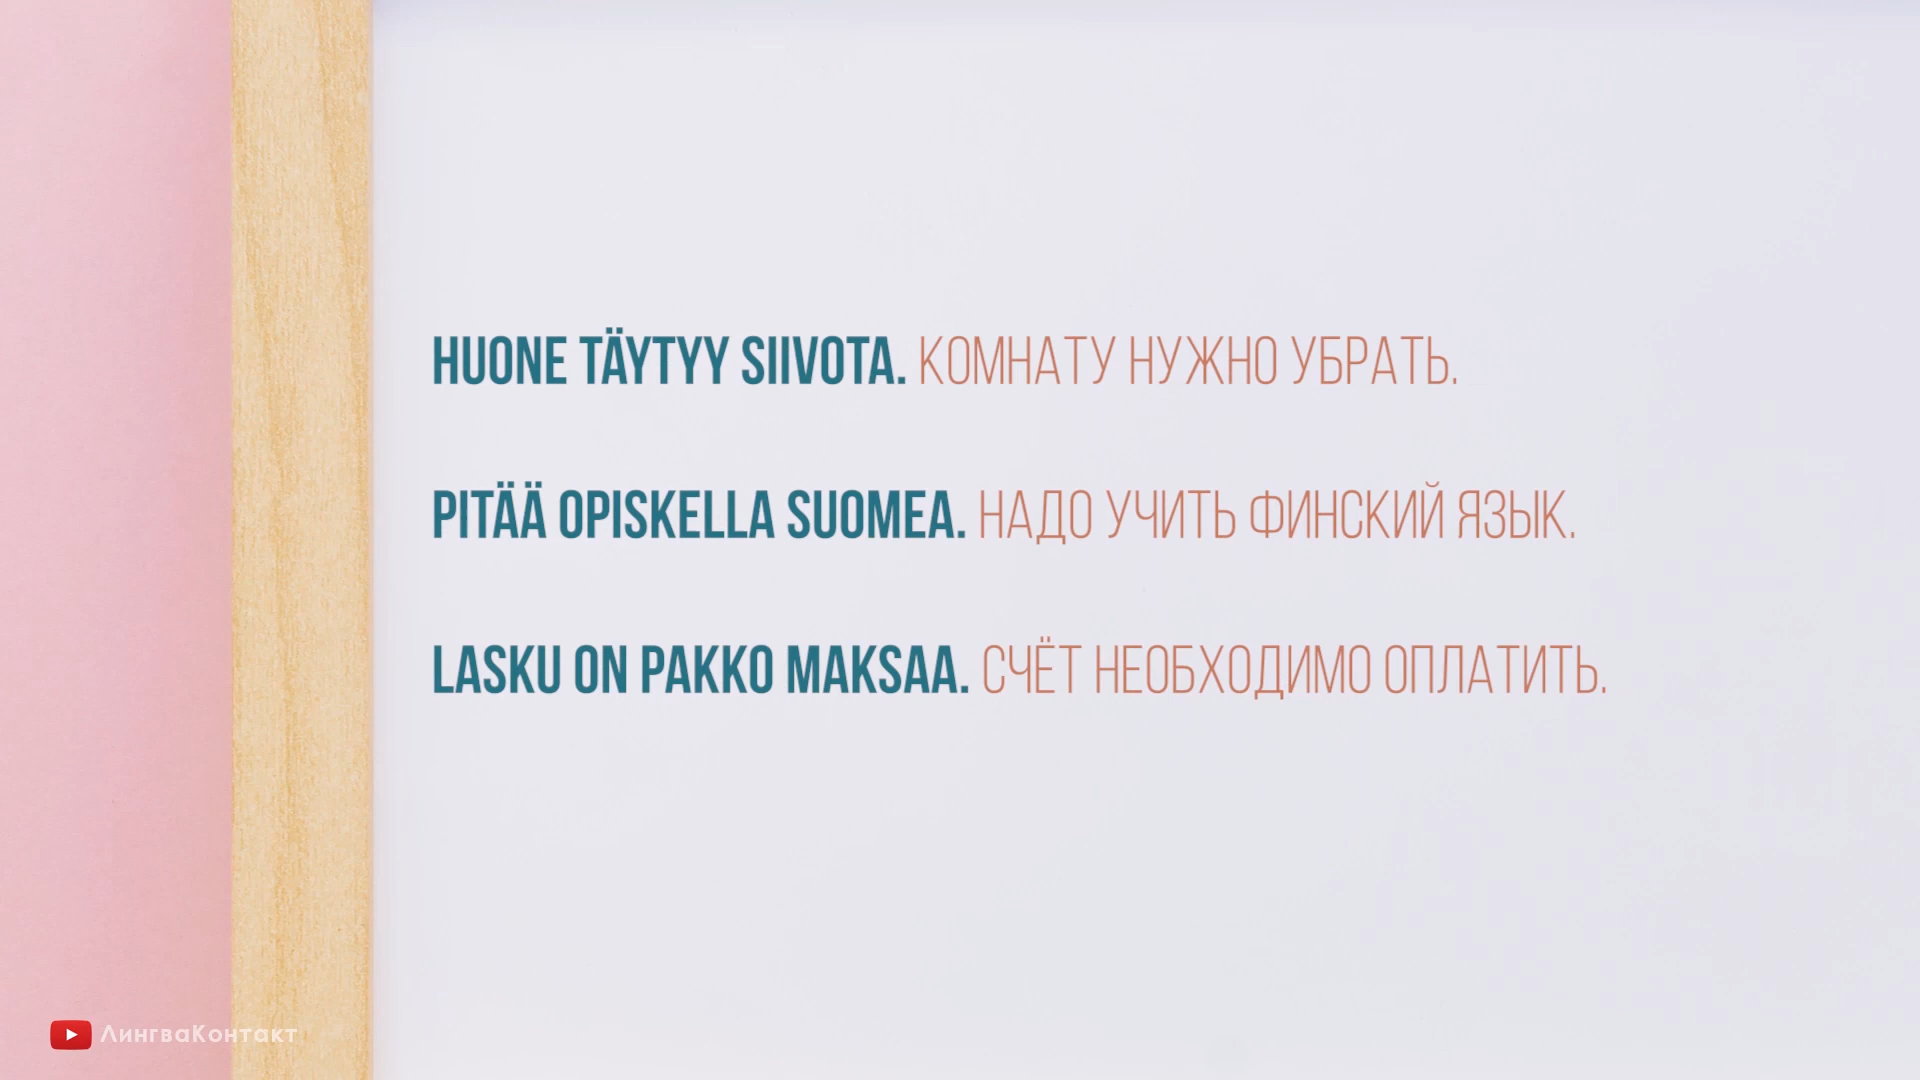 HUONE TÄYTYY SIIVOTA. КОМНАТУ НУЖНО УБРАТЬ.
PITÄÄ OPISKELLA SUOMEA. НАДО УЧИТЬ ФИНСКИЙ ЯЗЫК.
LASKU ON PAKKO MAKSAA. СЧЁТ НЕОБХОДИМО ОПЛАТИТЬ.
ЛингваКонтакт